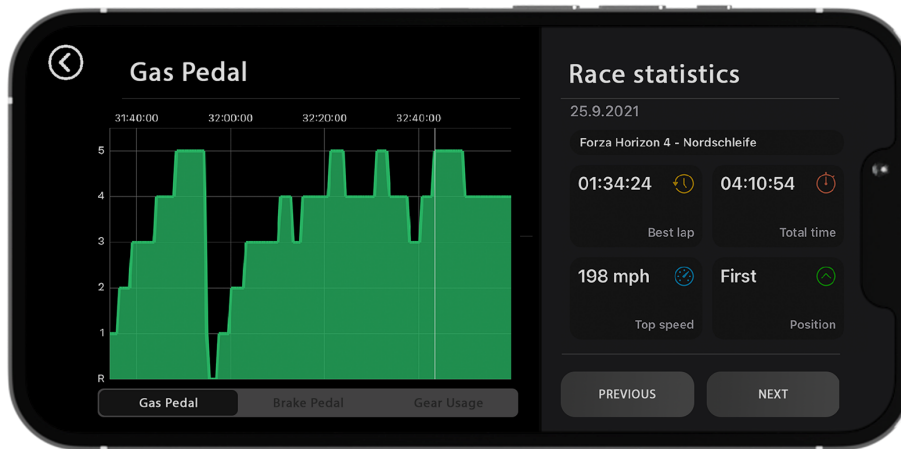 Gas Pedal
31:40:00 32:00:00 32:20:00 32:40:00
5
4
3
2
1
R
Gas Pedal Brake Pedal Gear Usage
Race statistics
25.9.2021
Forza Horizon 4 - Nordschleife
01:34:24
Best lap
04:10:54
Total time
198 mph
Top speed
First
Position
PREVIOUS NEXT